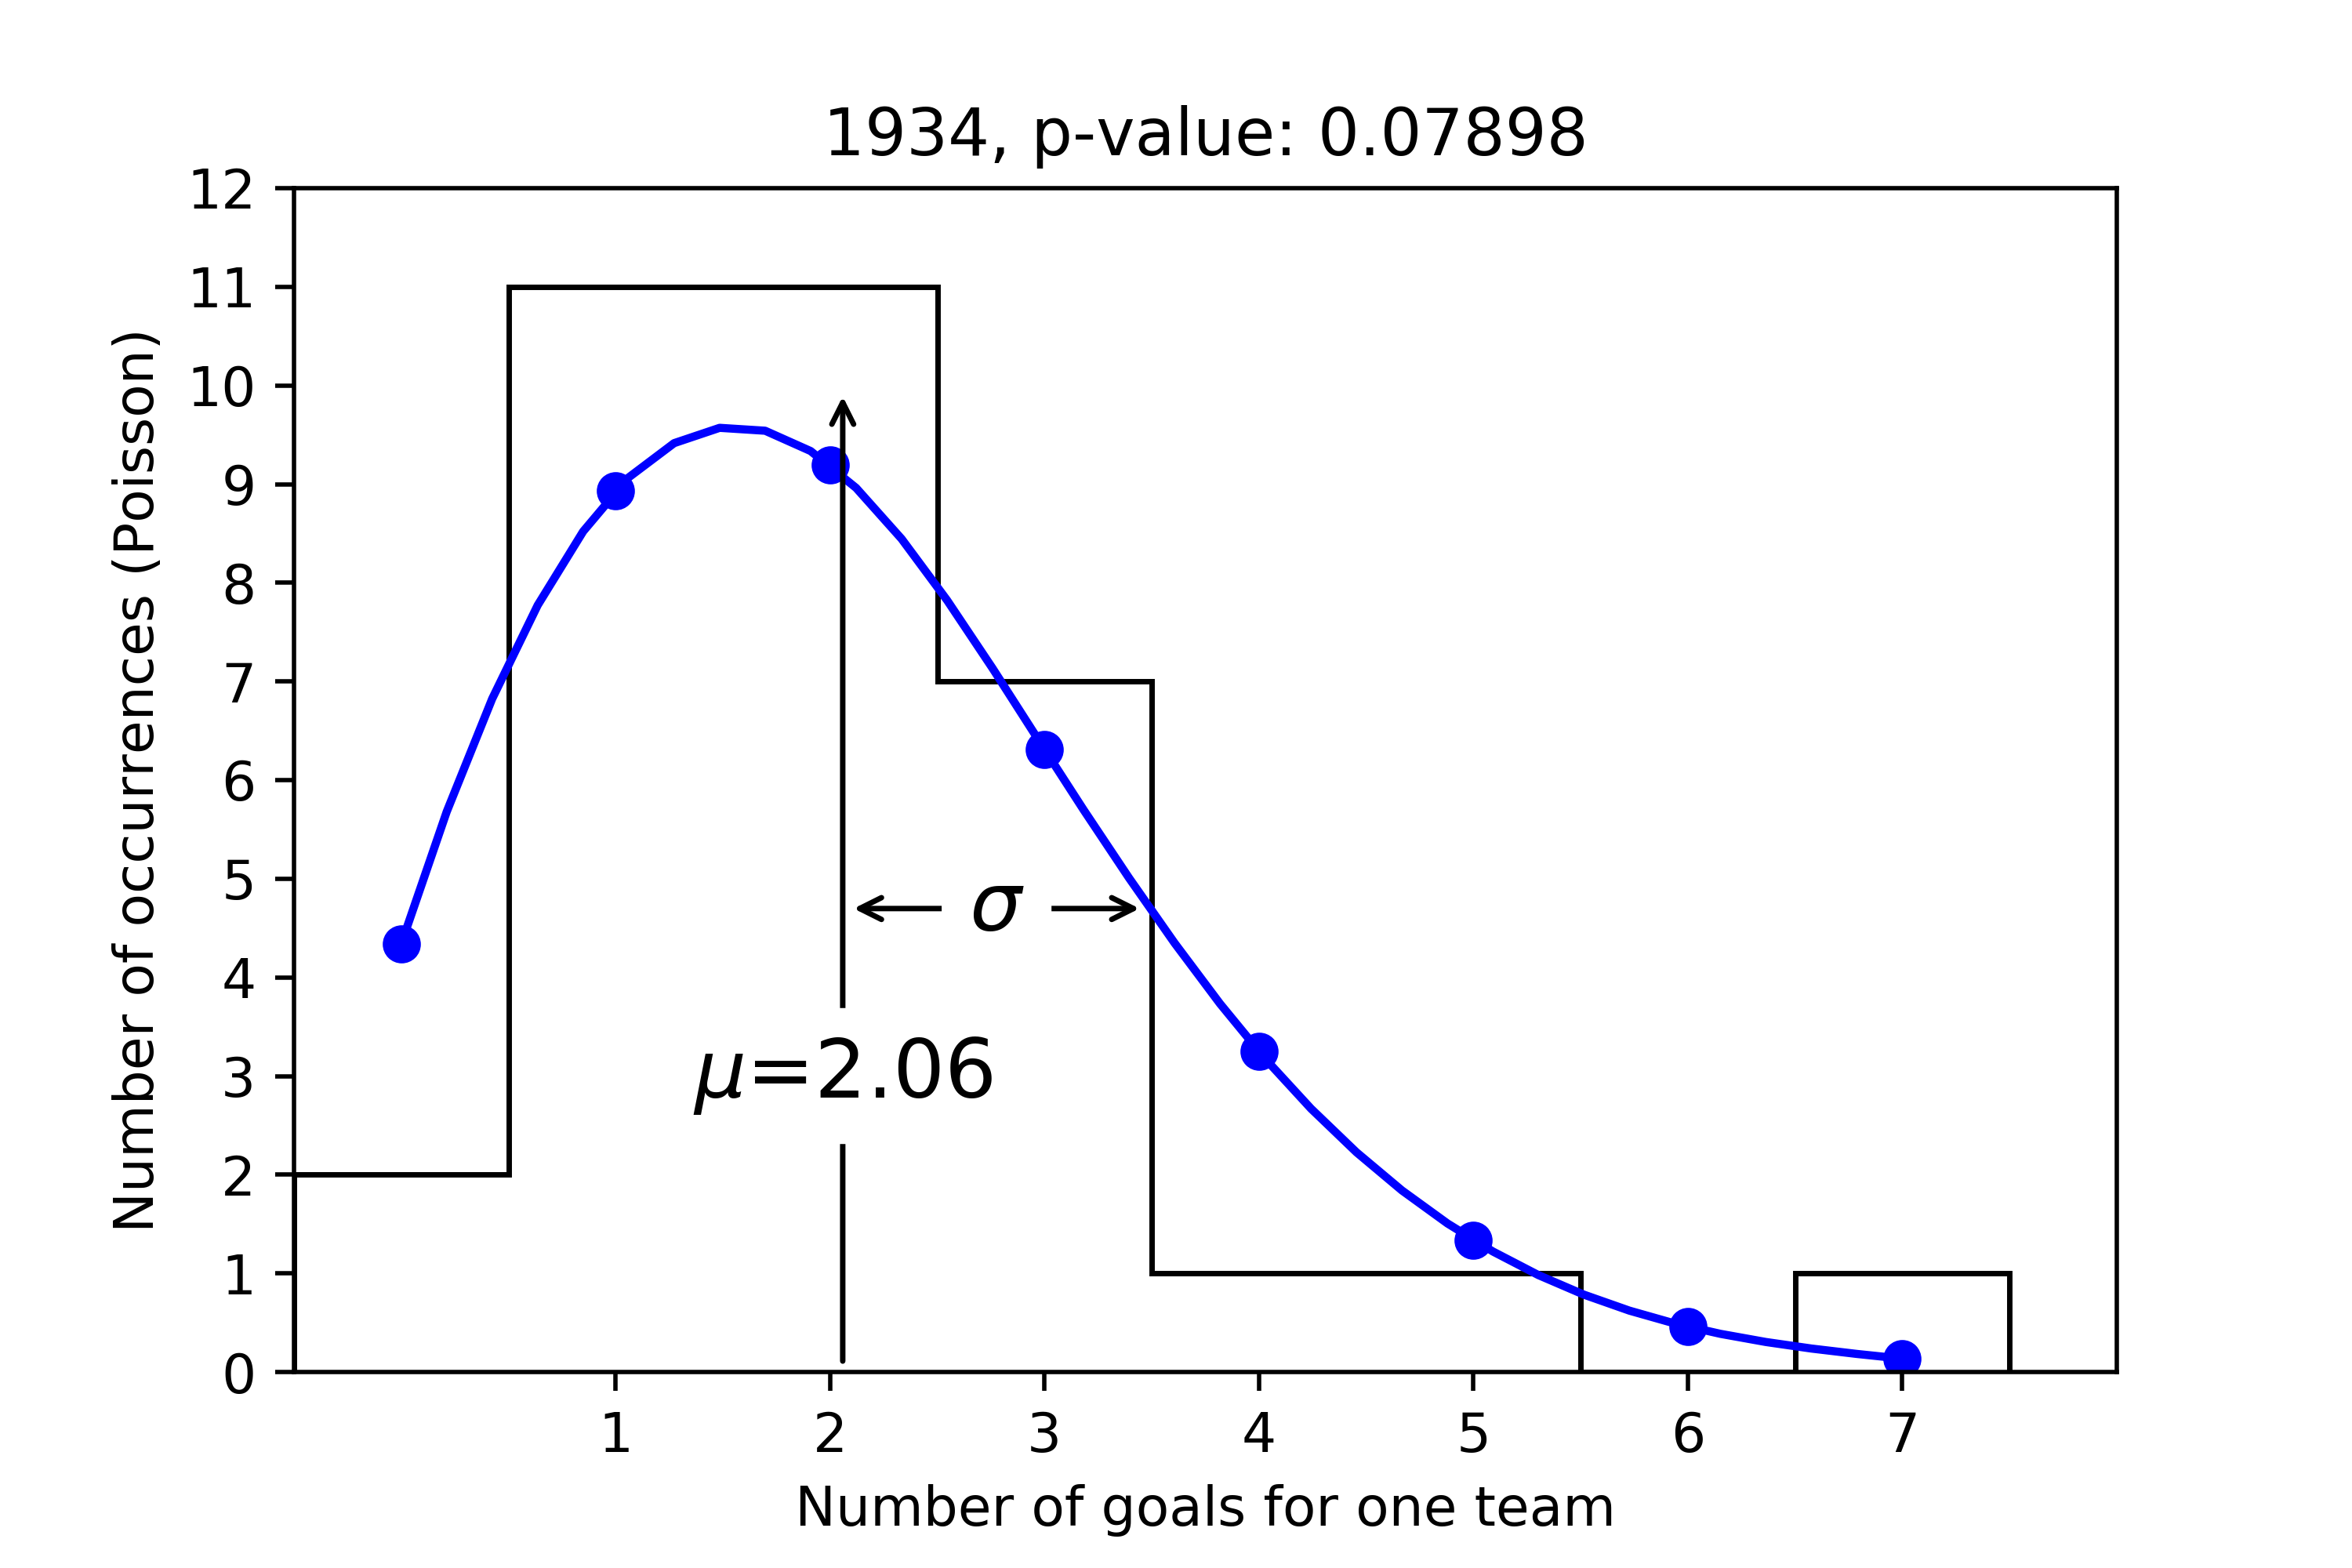 1934, p-value: 0.07898
Number of occurrences (Poisson)
12
11
10
9
8
7
6
5
4
3
2
1
0
σ
μ=2.06
1 2 3 4 5 6 7
Number of goals for one team